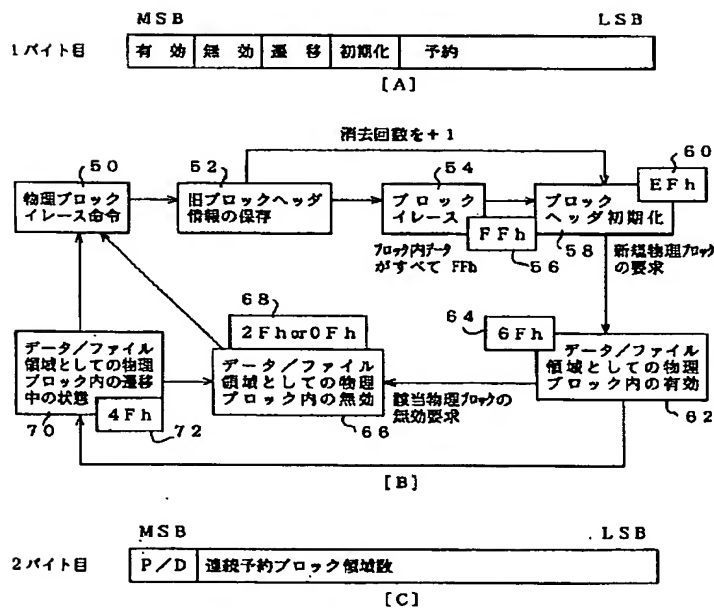 MSB
LSB
1バイト目
有 効
無 効
遷 移
初期化
予約
[A]
消去回数を+1
50
物理ブロック
イレース命令
52
旧ブロックヘッダ
情報の保存
54
ブロック
イレース
FFh
56
ブロック内データ
がすべて FFh
60
EFh
ブロック
ヘッダ初期化
58
新規物理ブロック
の要求
68
2Fhor0Fh
データ/ファイル
領域としての物理
ブロック内の無効
66
64
6Fh
データ/ファイル
領域としての物理
ブロック内の有効
62
該当物理ブロックの
無効要求
データ/ファイル
領域としての物理
ブロック内の遷移
中の状態
70
4Fh
72
[B]
MSB
LSB
2バイト目
P/D
連続予約ブロック領域数
[C]